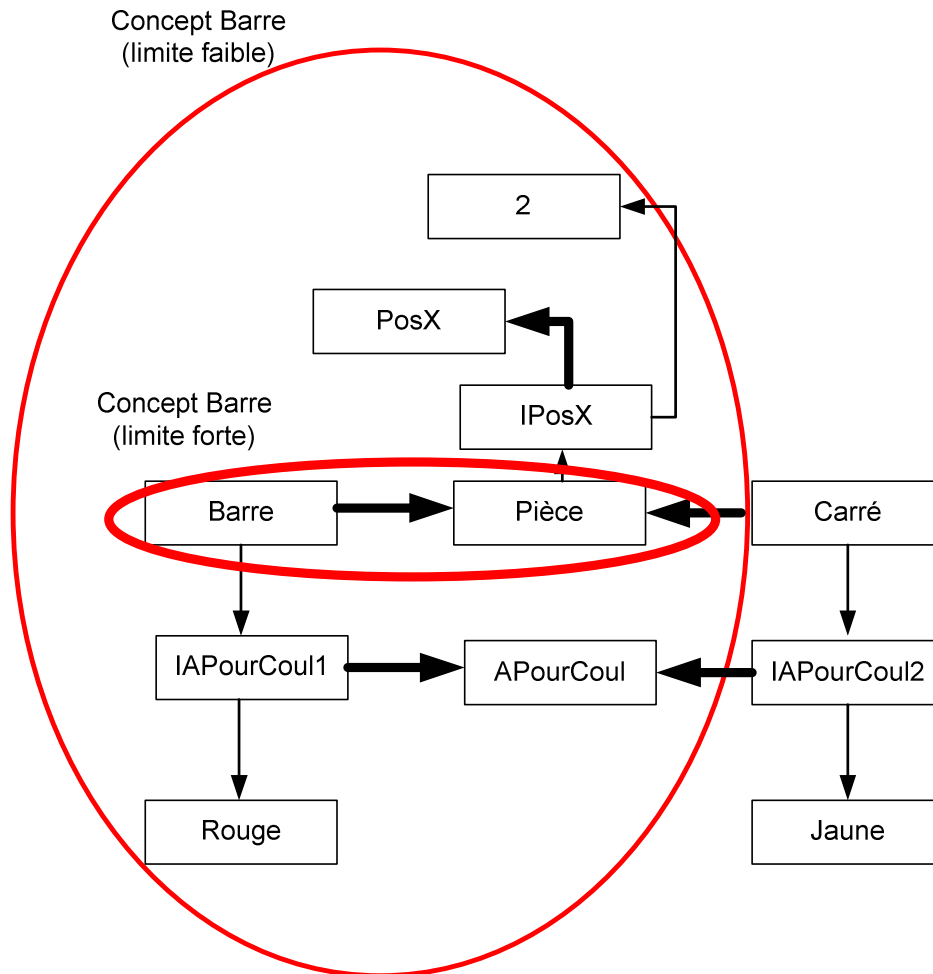 Concept Barre
(limite faible)
2
PosX
IPosX
Concept Barre
(limite forte)
Barre
Pièce
Carré
IAPourCoul1
APourCoul
IAPourCoul2
Rouge
Jaune